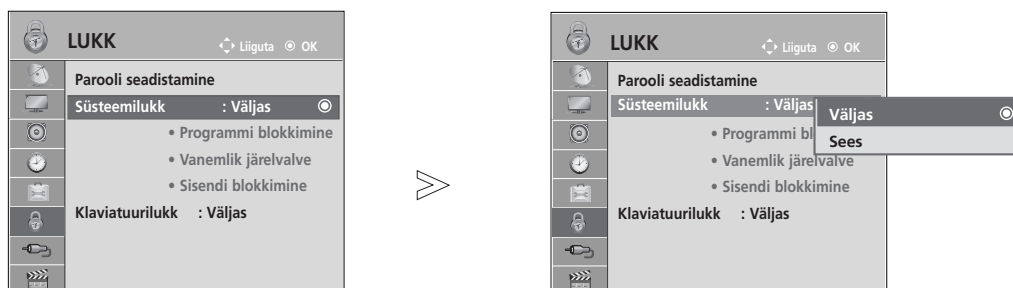 LUKK
Liiguta OK
Parooli seadistamine
Süsteemilukk : Väljas
• Programmi blokkimine
• Vanemlik järelvalve
• Sisendi blokkimine
Klaviatuurilukk : Väljas
LUKK
Liiguta OK
Parooli seadistamine
Süsteemilukk : Väljas
• Programmi bl
• Vanemlik järelvalve
• Sisendi blokkimine
Klaviatuurilukk : Väljas
Väljas
Sees